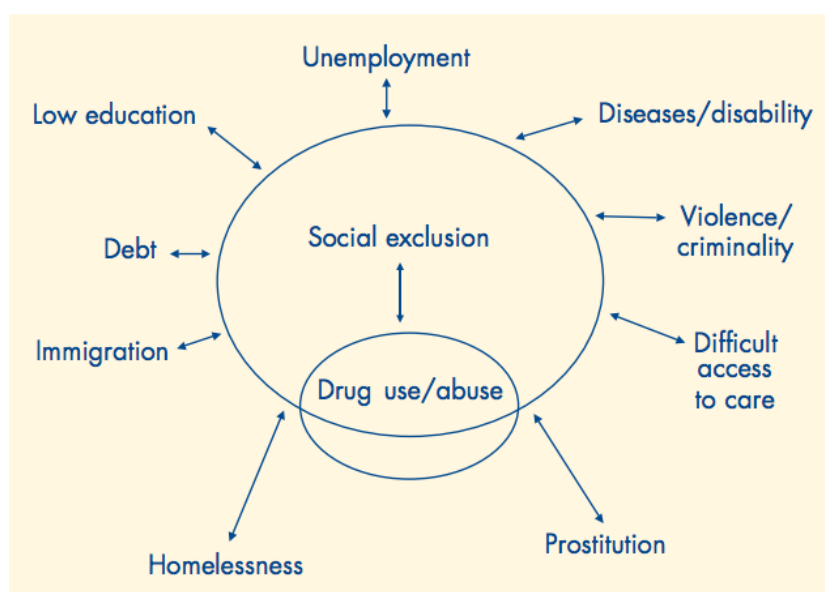 Unemployment
Low education
Diseases/disability
Violence/
criminality
Social exclusion
Debt
Immigration
Difficult
access
to care
Drug use/abuse
Prostitution
Homelessness